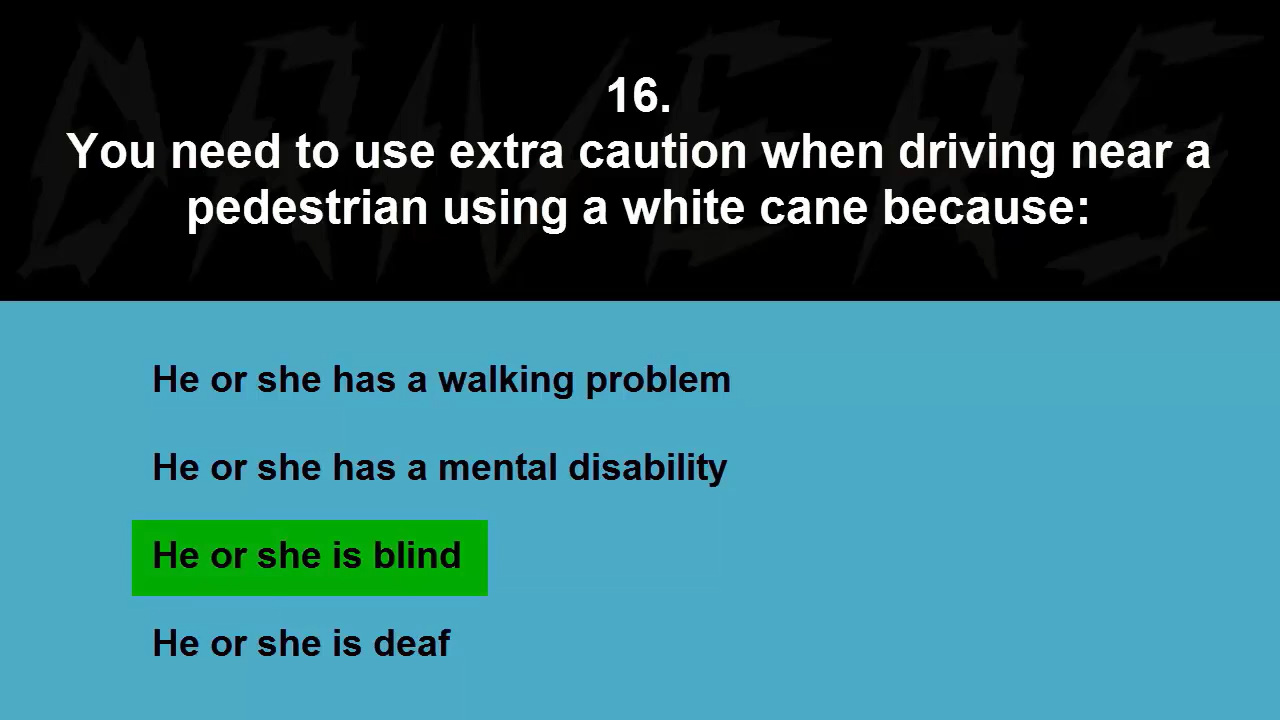 16.
You need to use extra caution when driving near a
pedestrian using a white cane because:
He or she has a walking problem
He or she has a mental disability
He or she is blind
He or she is deaf